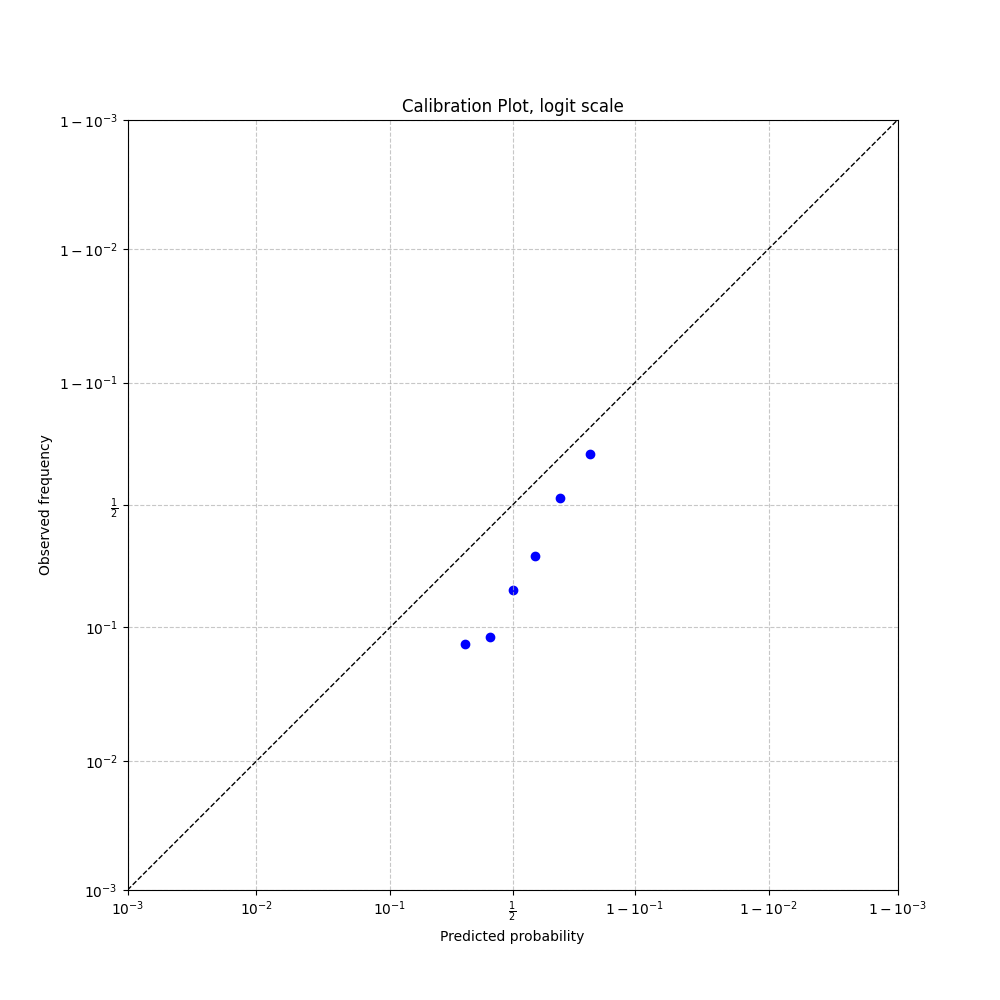 Calibration Plot, logit scale
1 − 10⁻³
1 − 10⁻²
1 − 10⁻¹
1/2
10⁻¹
10⁻²
10⁻³
Observed frequency
10⁻³ 10⁻² 10⁻¹ 1/2 1 − 10⁻¹ 1 − 10⁻² 1 − 10⁻³
Predicted probability